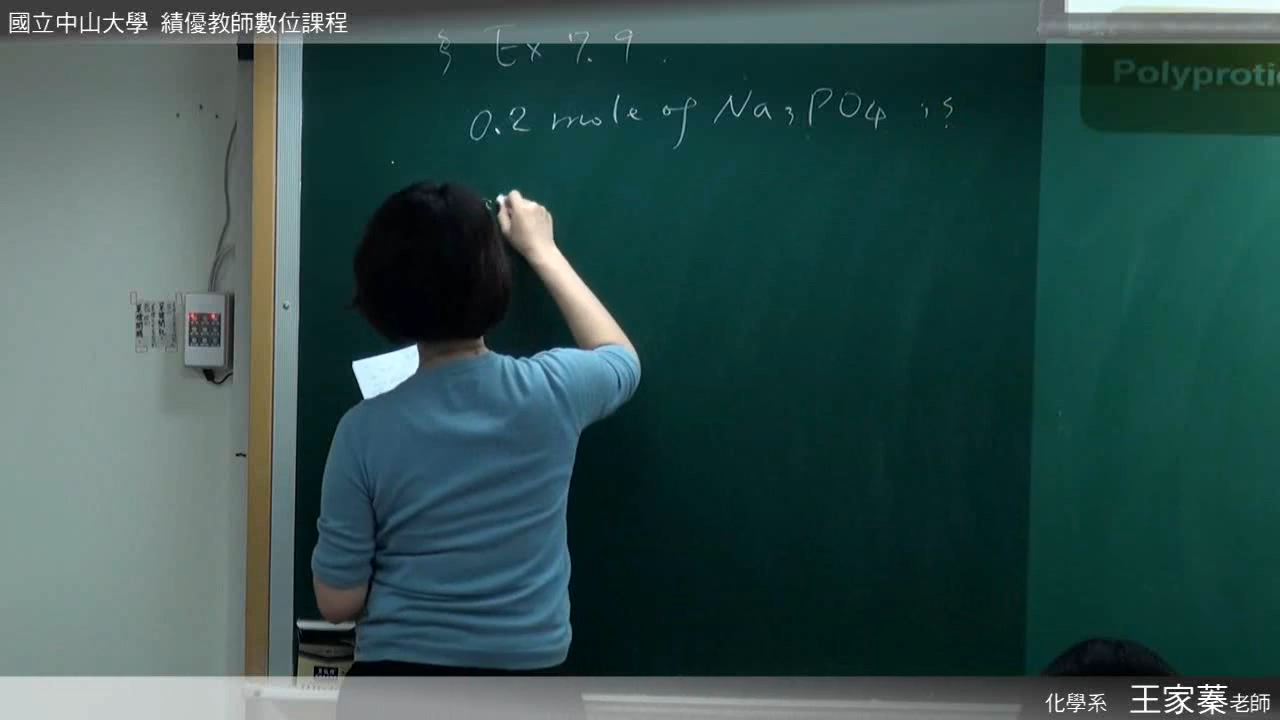 國立中山大學 績優教師數位課程
§ Ex 7.9.
Polyprotic
0.2 mole of Na3PO4 is
化學系 王家蓁老師